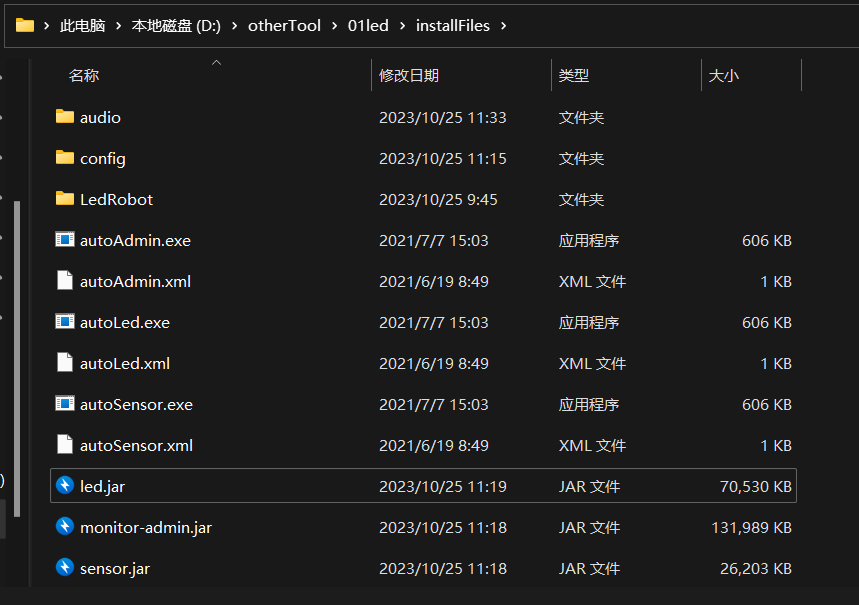 此电脑 > 本地磁盘 (D:) > otherTool > 01led > installFiles >
名称 修改日期 类型 大小
audio 2023/10/25 11:33 文件夹
config 2023/10/25 11:15 文件夹
LedRobot 2023/10/25 9:45 文件夹
autoAdmin.exe 2021/7/7 15:03 应用程序 606 KB
autoAdmin.xml 2021/6/19 8:49 XML 文件 1 KB
autoLed.exe 2021/7/7 15:03 应用程序 606 KB
autoLed.xml 2021/6/19 8:49 XML 文件 1 KB
autoSensor.exe 2021/7/7 15:03 应用程序 606 KB
autoSensor.xml 2021/6/19 8:49 XML 文件 1 KB
)
led.jar 2023/10/25 11:19 JAR 文件 70,530 KB
monitor-admin.jar 2023/10/25 11:18 JAR 文件 131,989 KB
sensor.jar 2023/10/25 11:18 JAR 文件 26,203 KB